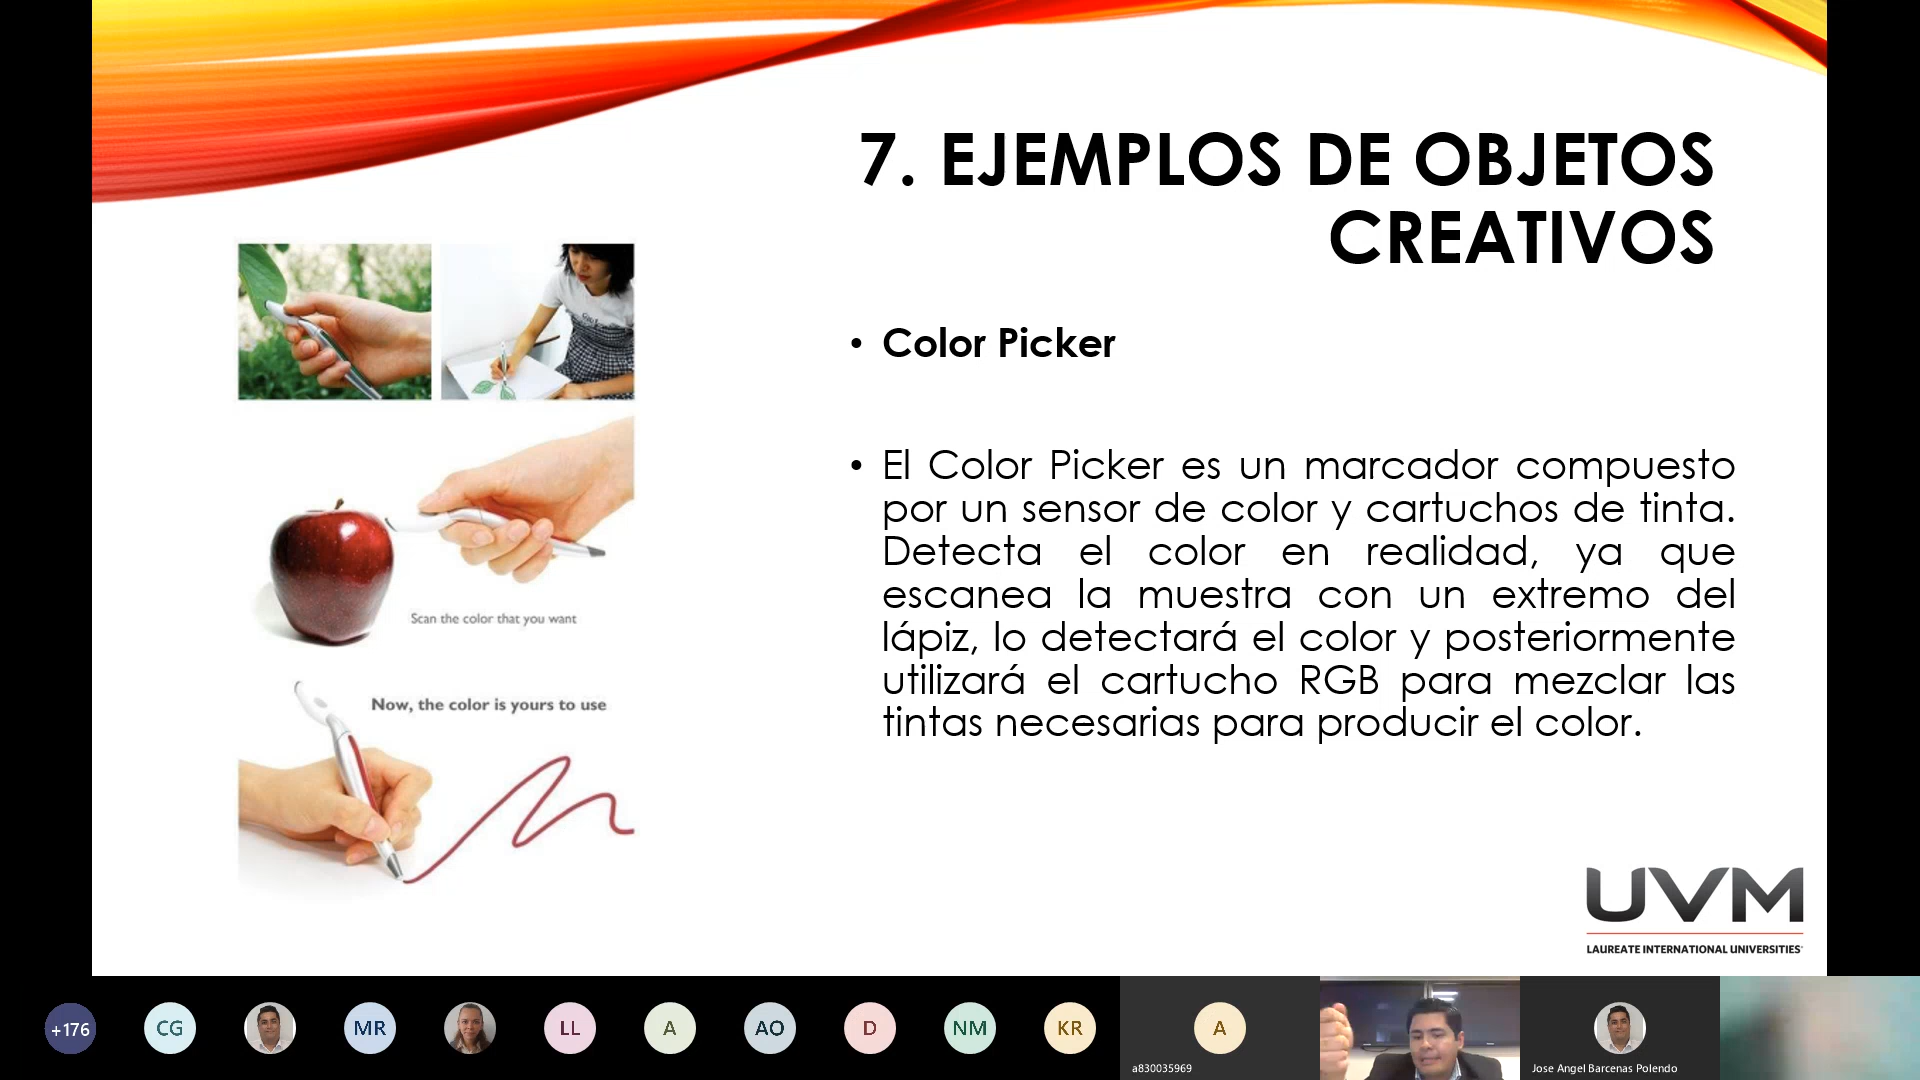 7. EJEMPLOS DE OBJETOS
CREATIVOS
• Color Picker
• El Color Picker es un marcador compuesto
por un sensor de color y cartuchos de tinta.
Detecta el color en realidad, ya que
escanea la muestra con un extremo del
lápiz, lo detectará el color y posteriormente
utilizará el cartucho RGB para mezclar las
tintas necesarias para producir el color.
Scan the color that you want
Now, the color is yours to use
UVM
LAUREATE INTERNATIONAL UNIVERSITIES
+176
CG
MR
LL
A
AO
D
NM
KR
A
a830035969
Jose Angel Barcenas Polendo